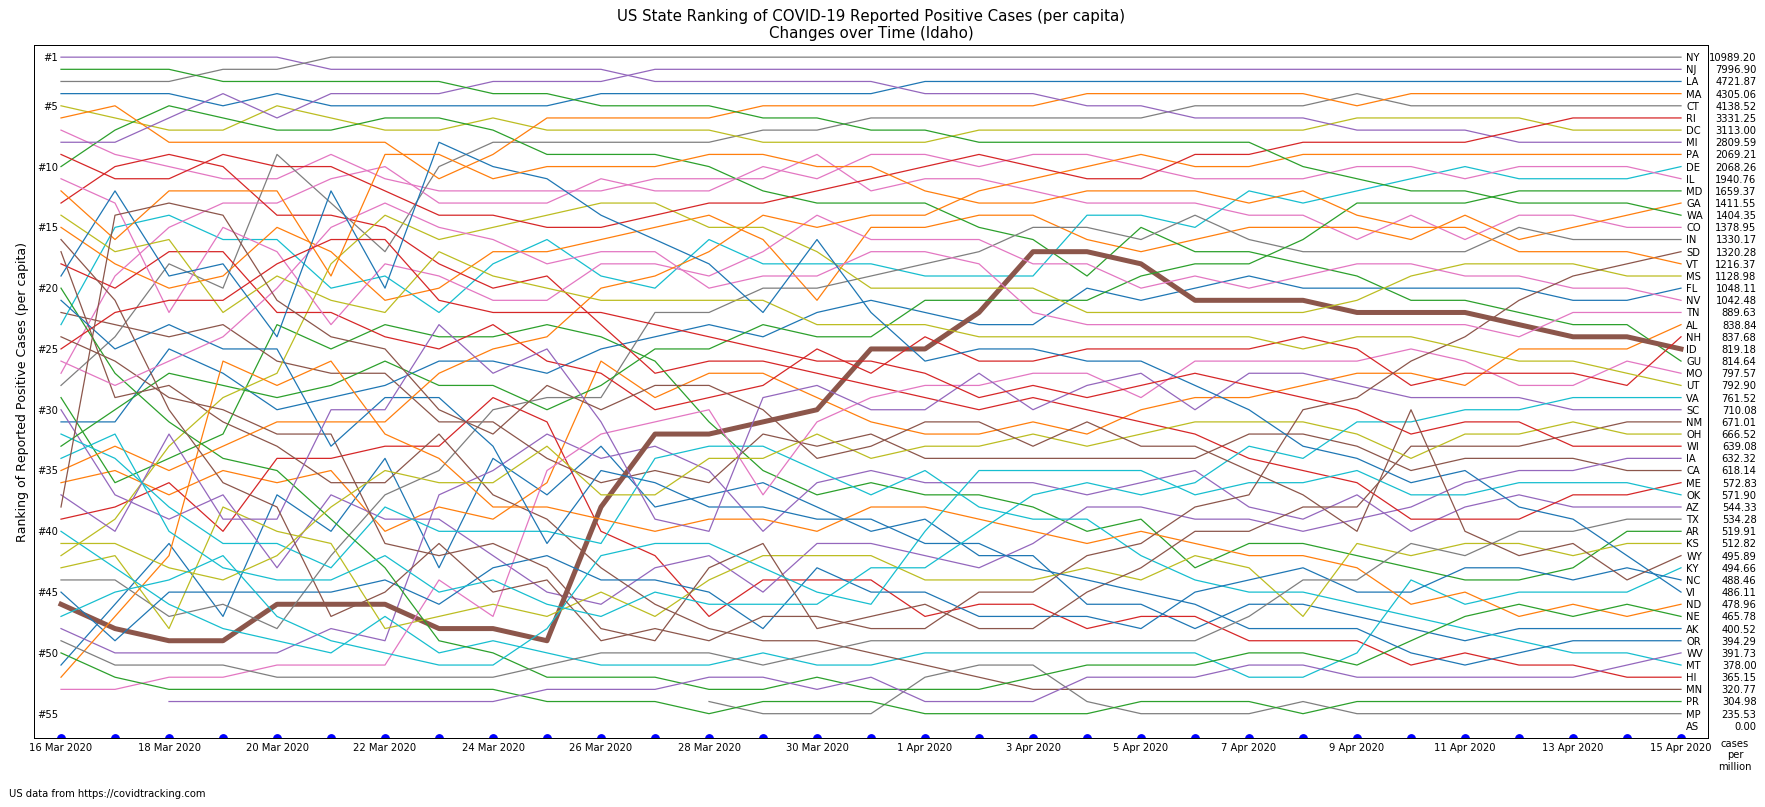 US State Ranking of COVID-19 Reported Positive Cases (per capita)
Changes over Time (Idaho)
Ranking of Reported Positive Cases (per capita)
#1
#5
#10
#15
#20
#25
#30
#35
#40
#45
#50
#55
NY 10989.20
NJ 7996.90
LA 4721.87
MA 4305.06
CT 4138.52
RI 3331.25
DC 3113.00
MI 2809.59
PA 2069.21
DE 2068.26
IL 1940.76
MD 1659.37
GA 1411.55
WA 1404.35
CO 1378.95
IN 1330.17
SD 1320.28
VT 1216.37
MS 1128.98
FL 1048.11
NV 1042.48
TN 889.63
AL 838.84
NH 837.68
ID 819.18
GU 814.64
MO 797.57
UT 792.90
VA 761.52
SC 710.08
NM 671.01
OH 666.52
WI 639.08
IA 632.32
CA 618.14
ME 572.83
OK 571.90
AZ 544.33
TX 534.28
AR 519.91
KS 512.82
WY 495.89
KY 494.66
NC 488.46
VI 486.11
ND 478.96
NE 465.78
AK 400.52
OR 394.29
WV 391.73
MT 378.00
HI 365.15
MN 320.77
PR 304.98
MP 235.53
AS 0.00
16 Mar 2020 18 Mar 2020 20 Mar 2020 22 Mar 2020 24 Mar 2020 26 Mar 2020 28 Mar 2020 30 Mar 2020 1 Apr 2020 3 Apr 2020 5 Apr 2020 7 Apr 2020 9 Apr 2020 11 Apr 2020 13 Apr 2020 15 Apr 2020
cases
per
million
US data from https://covidtracking.com